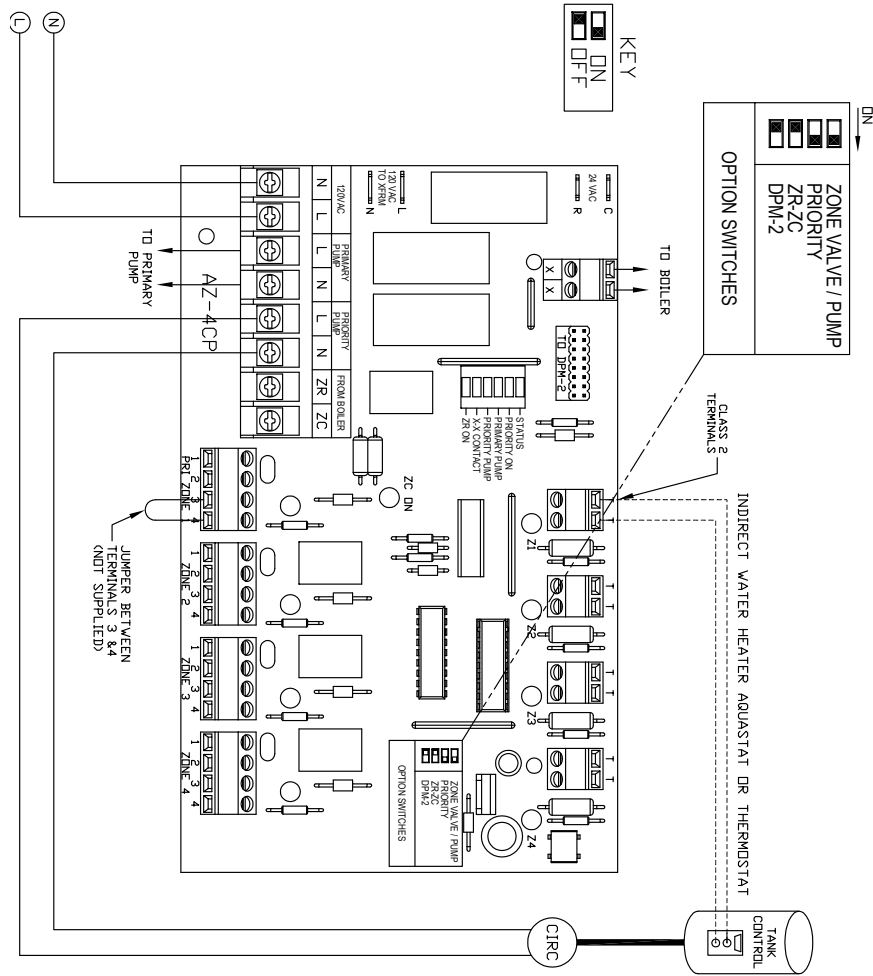 L
N
KEY
ON
OFF
ON
ZONE VALVE / PUMP
PRIORITY
ZR-ZC
DPM-2
OPTION SWITCHES
24 VAC
C
R
120 VAC
TO XFRM
L
N
120VAC
N
L
PRIMARY
PUMP
L
N
PRIORITY
PUMP
L
N
FROM BOILER
ZR
ZC
TO PRIMARY
PUMP
AZ-4CP
TO BOILER
X
X
TO DPM-2
STATUS
PRIORITY ON
PRIMARY PUMP
PRIORITY PUMP
X-X CONTACT
ZR ON
CLASS 2
TERMINALS
ZC ON
INDIRECT WATER HEATER AQUASTAT OR THERMOSTAT
T
T
Z1
T
T
Z2
T
T
Z3
T
T
Z4
1
2
3
4
PRI ZONE
1
2
3
4
ZONE 2
1
2
3
4
ZONE 3
1
2
3
4
ZONE 4
JUMPER BETWEEN
TERMINALS 3 &4
(NOT SUPPLIED)
ZONE VALVE / PUMP
PRIORITY
ZR-ZC
DPM-2
OPTION SWITCHES
CIRC
TANK
CONTROL